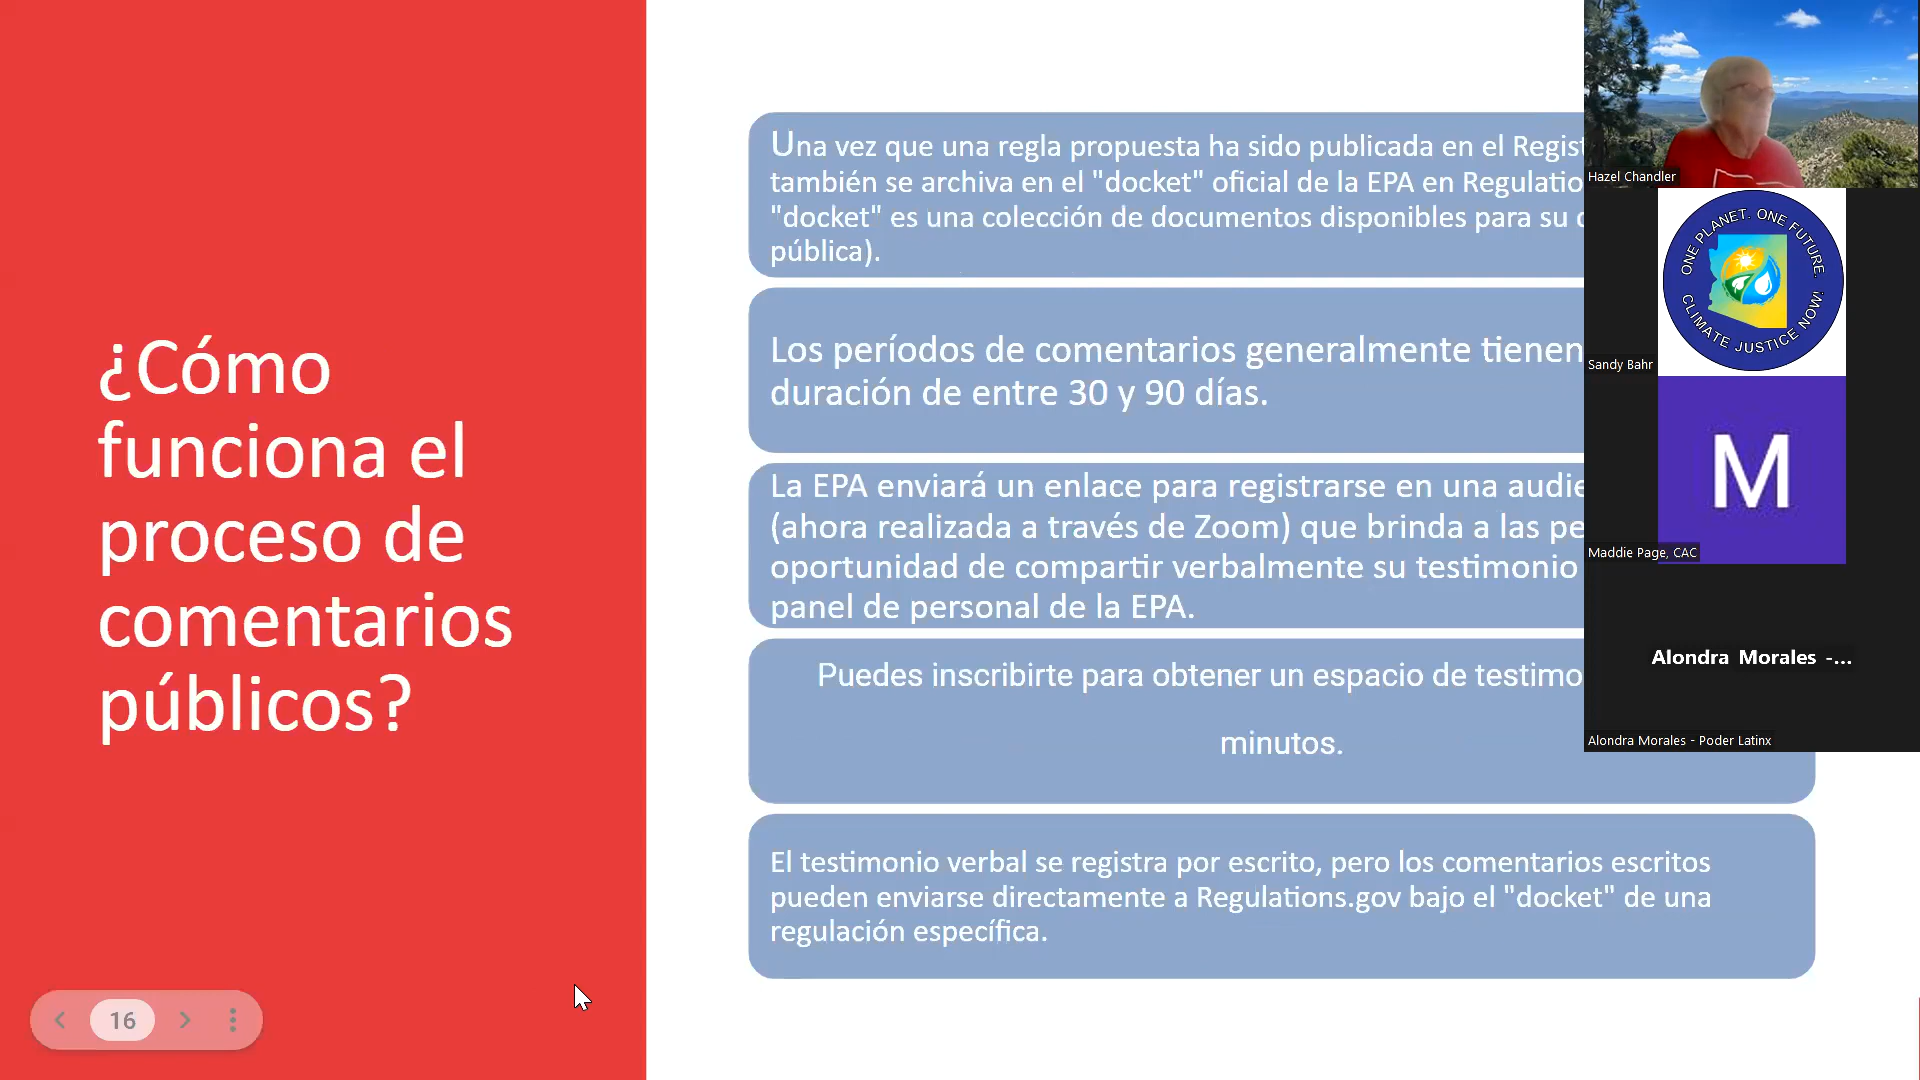 ¿Cómo
funciona el
proceso de
comentarios
públicos?
Una vez que una regla propuesta ha sido publicada en el
también se archiva en el "docket" oficial de la EPA en
"docket" es una colección de documentos disponibles para su
pública).
Los períodos de comentarios generalmente tienen
duración de entre 30 y 90 días.
La EPA enviará un enlace para registrarse en una
(ahora realizada a través de Zoom) que brinda a las
oportunidad de compartir verbalmente su testimonio
panel de personal de la EPA.
Puedes inscribirte para obtener un espacio de
minutos.
El testimonio verbal se registra por escrito, pero los comentarios escritos
pueden enviarse directamente a Regulations.gov bajo el "docket" de una
regulación específica.
16
Hazel Chandler
ONE PLANET. ONE FUTURE.
CLIMATE JUSTICE NOW!
Sandy Bahr
M
Maddie Page, CAC
Alondra Morales -...
Alondra Morales - Poder Latinx